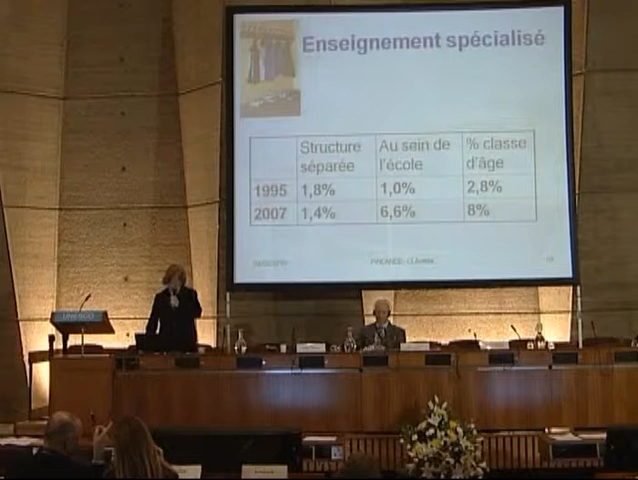 Enseignement spécialisé
Structure séparée
Au sein de l'école
% classe d'âge
1995 1,8% 1,0% 2,8%
2007 1,4% 6,6% 8%
UNESCO